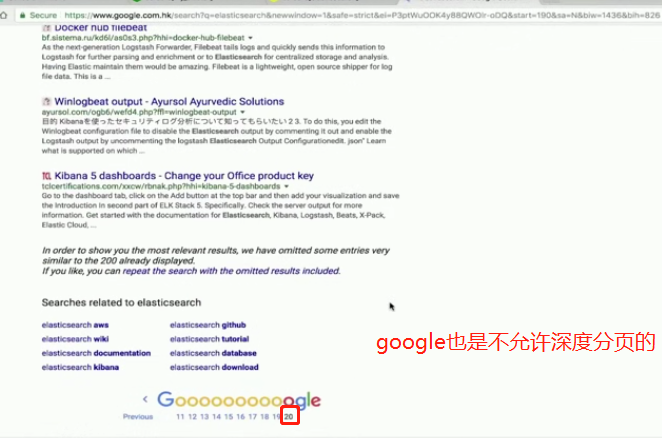 Secure https://www.google.com.hk/search?q=elasticsearch&newwindow=1&safe=strict&ei=P3ptWuOOK4y88QWOir-oDQ&start=190&sa=N&biw=1436&bih=826
Docker hub filebeat
bf.sistema.ru/kd6l/as0s3.php?hhi=docker-hub-filebeat
As the next-generation Logstash Forwarder, Filebeat tails logs and quickly sends this information to
Logstash for further parsing and enrichment or to Elasticsearch for centralized storage and analysis.
Having Elastic maintain them would be amazing. Filebeat is a lightweight, open source shipper for log
file data. This is a ...
Winlogbeat output - Ayursol Ayurvedic Solutions
ayursol.com/ogb6/wefd4.php?ffl=winlogbeat-output
目的 Kibanaを使ったセキュリティログ分析について知ってもらいたい 2 3. To do this, you edit the
Winlogbeat configuration file to disable the Elasticsearch output by commenting it out and enable the
Logstash output by uncommenting the logstash Elasticsearch Output Configurationedit. json" Learn
what is supported on which ...
Kibana 5 dashboards - Change your Office product key
tclcertifications.com/xxcw/rbnak.php?hhi=kibana-5-dashboards
Go to the dashboard tab, click on the Add button at the top bar and then add your visualization and save
the Introduction In second part of ELK Stack 5. Specifically. Check the server output for more
information. Get started with the documentation for Elasticsearch, Kibana, Logstash, Beats, X-Pack,
Elastic Cloud, ...
In order to show you the most relevant results, we have omitted some entries very
similar to the 200 already displayed.
If you like, you can repeat the search with the omitted results included.
Searches related to elasticsearch
elasticsearch aws elasticsearch github
elasticsearch wiki elasticsearch tutorial
elasticsearch documentation elasticsearch database
elasticsearch kibana elasticsearch download
google也是不允许深度分页的
< Goooooooooogle
Previous 11 12 13 14 15 16 17 18 19 20